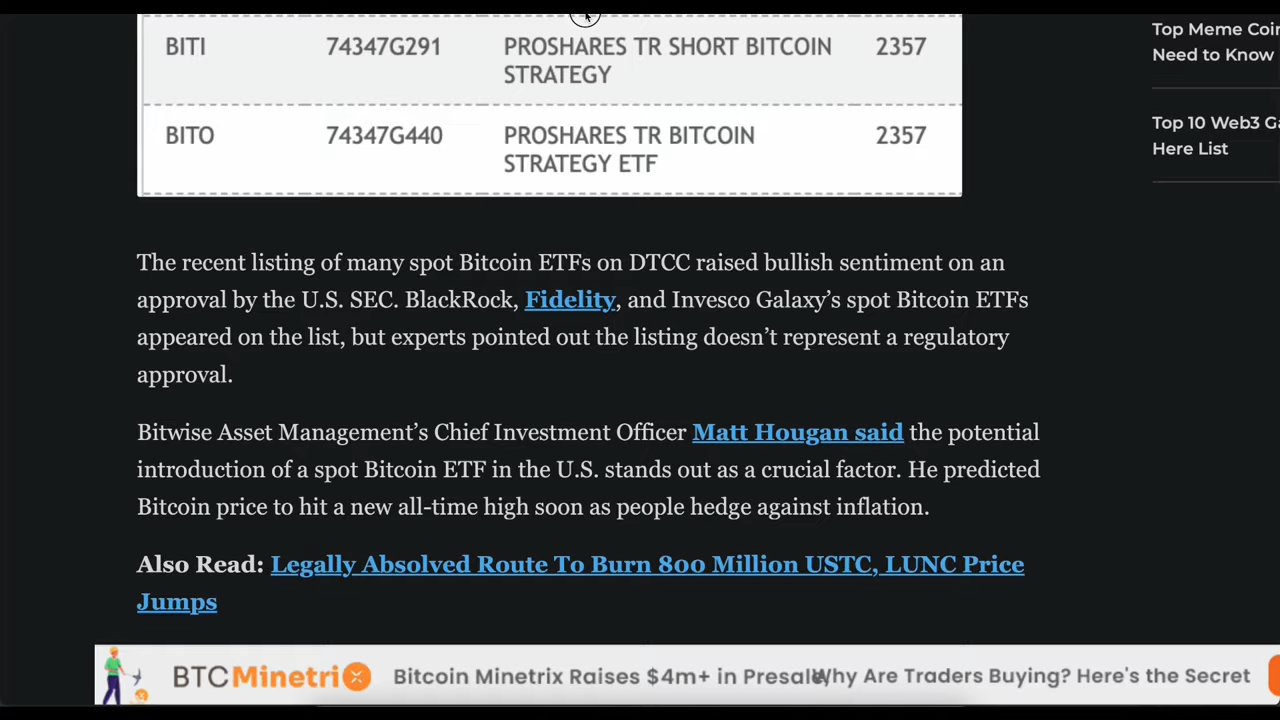 BITI 74347G291 PROSHARES TR SHORT BITCOIN STRATEGY 2357
BITO 74347G440 PROSHARES TR BITCOIN STRATEGY ETF 2357
The recent listing of many spot Bitcoin ETFs on DTCC raised bullish sentiment on an
approval by the U.S. SEC. BlackRock, Fidelity, and Invesco Galaxy’s spot Bitcoin ETFs
appeared on the list, but experts pointed out the listing doesn’t represent a regulatory
approval.
Bitwise Asset Management’s Chief Investment Officer Matt Hougan said the potential
introduction of a spot Bitcoin ETF in the U.S. stands out as a crucial factor. He predicted
Bitcoin price to hit a new all-time high soon as people hedge against inflation.
Also Read: Legally Absolved Route To Burn 800 Million USTC, LUNC Price
Jumps
Top Meme Coi
Need to Know
Top 10 Web3 Ga
Here List
BTCMinetri
Bitcoin Minetrix Raises $4m+ in Presale
Why Are Traders Buying? Here's the Secret